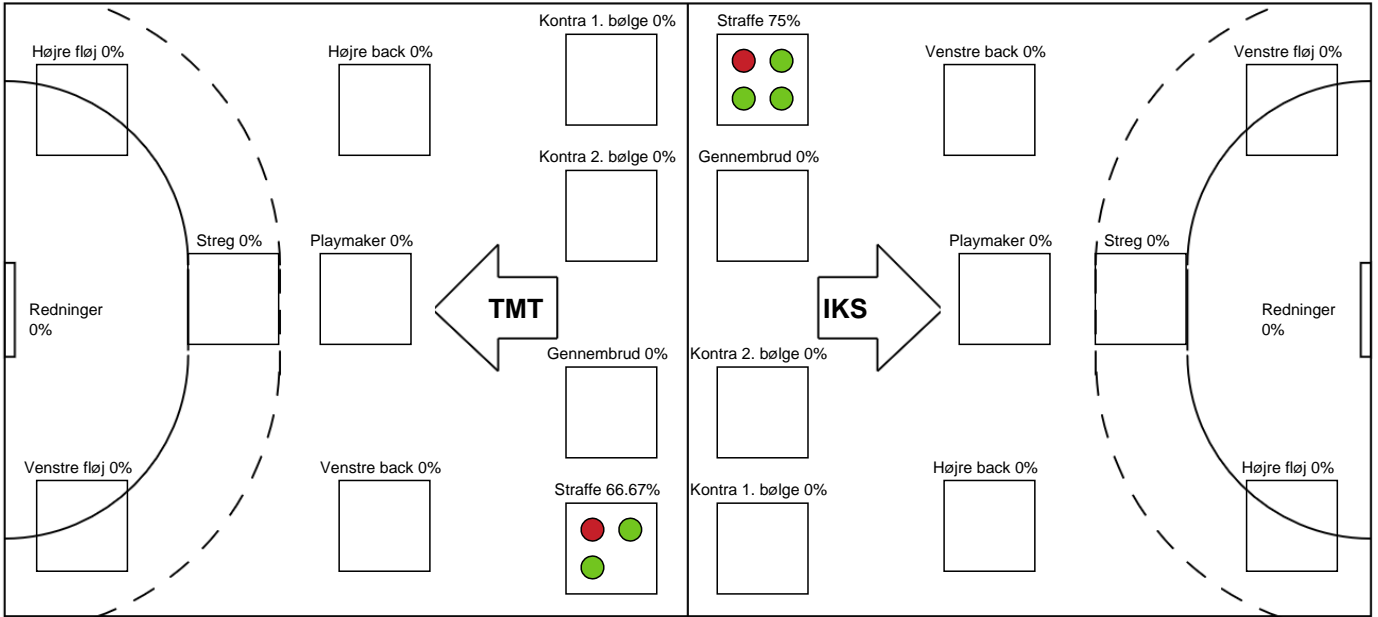 Kontra 1. bølge 0%
Straffe 75%
Højre fløj 0%
Højre back 0%
Venstre back 0%
Venstre fløj 0%
Kontra 2. bølge 0%
Gennembrud 0%
Streg 0%
Playmaker 0%
Playmaker 0%
Streg 0%
Redninger
0%
TMT
IKS
Redninger
0%
Gennembrud 0%
Kontra 2. bølge 0%
Venstre fløj 0%
Venstre back 0%
Højre back 0%
Højre fløj 0%
Straffe 66.67%
Kontra 1. bølge 0%